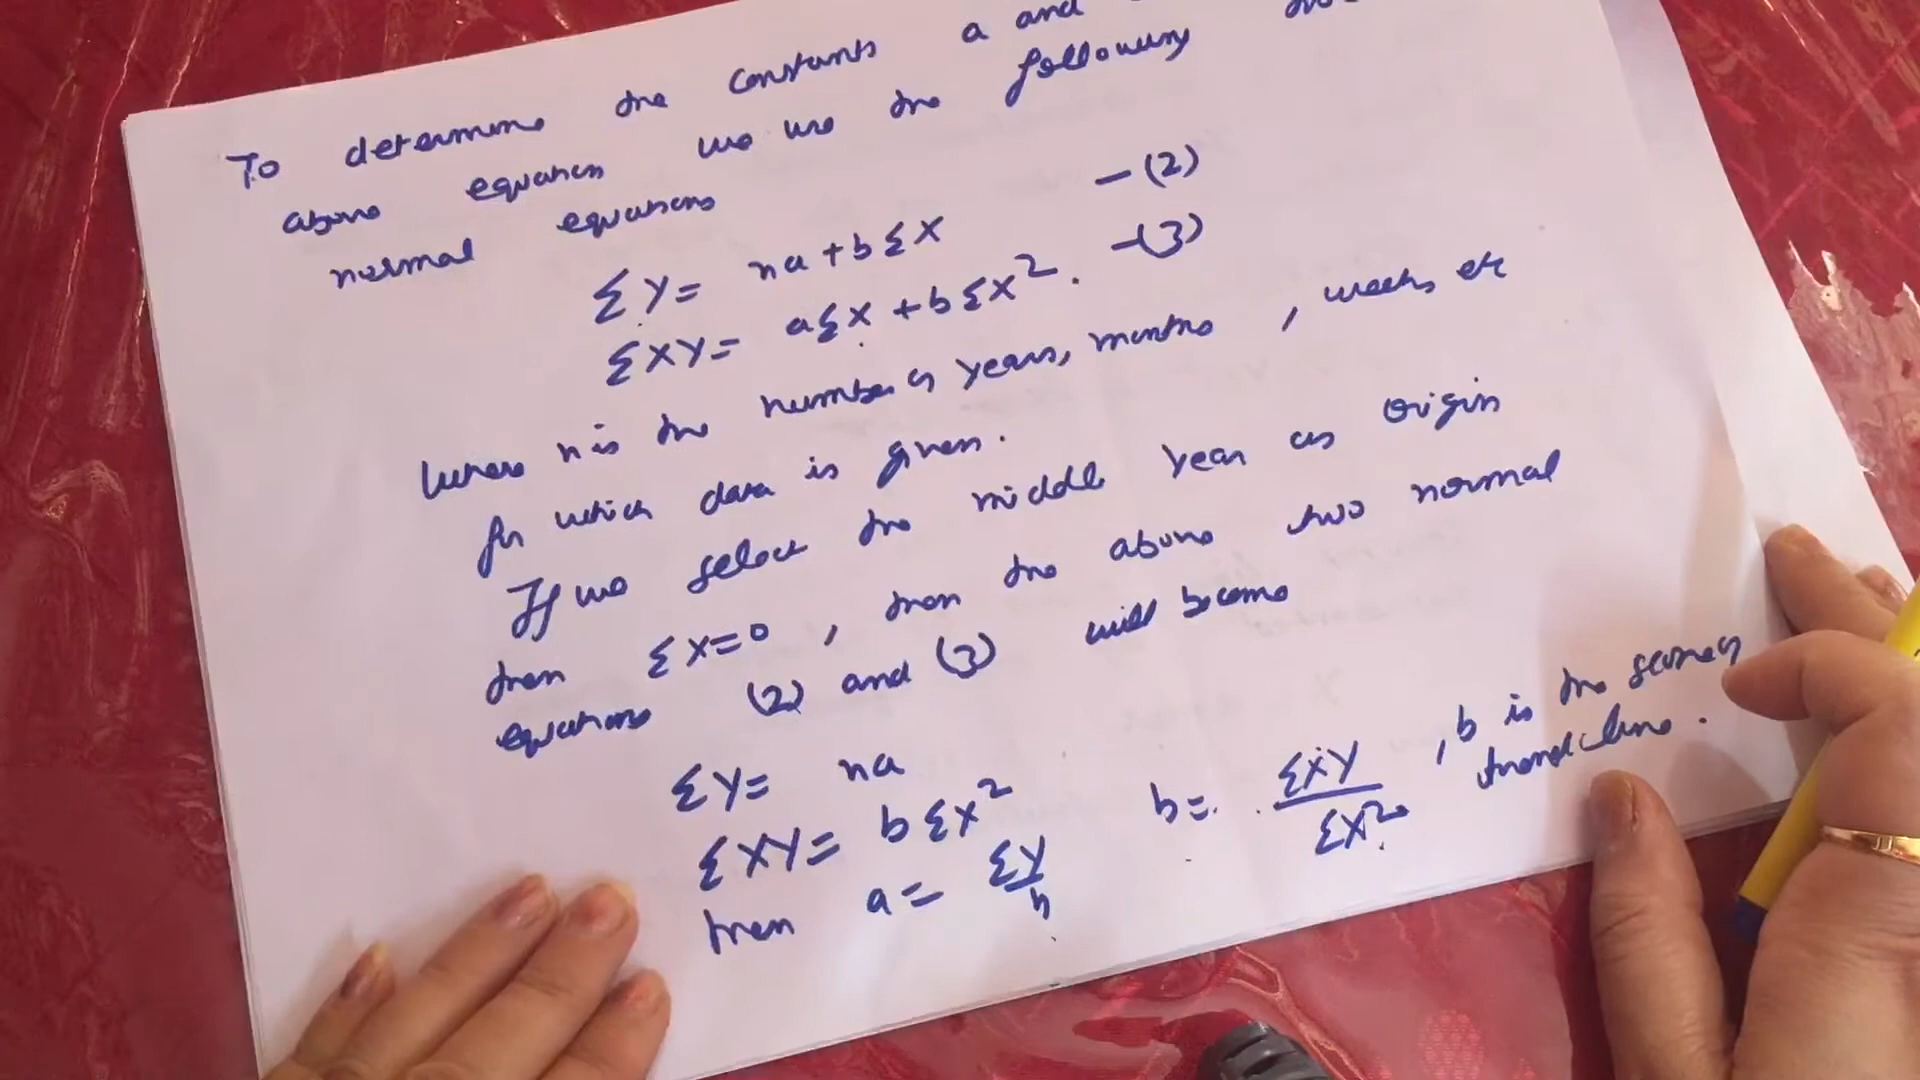 To determine the constants a and
above equation we use the following two
normal equations
ΣY= na+bΣX -(2)
ΣXY= aΣX+bΣX². -(3)
Where n is the number of years, months, weeks etc
for which data is given.
If we select the middle year as origin
then ΣX=0, then the above two normal
equations (2) and (3) will become
ΣY= na
ΣXY= bΣX²
then a= ΣY/n b= ΣXY/ΣX² , b is the
trend line.